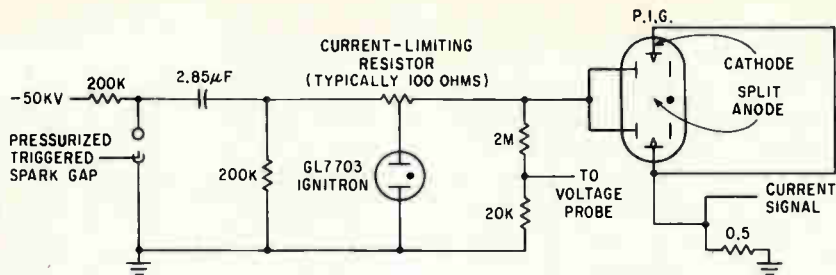 P.I.G.
CURRENT-LIMITING
RESISTOR
(TYPICALLY 100 OHMS)
CATHODE
SPLIT
ANODE
-50KV
200K
2.85µF
PRESSURIZED
TRIGGERED
SPARK GAP
200K
GL7703
IGNITRON
2M
TO
VOLTAGE
PROBE
20K
CURRENT
SIGNAL
0.5